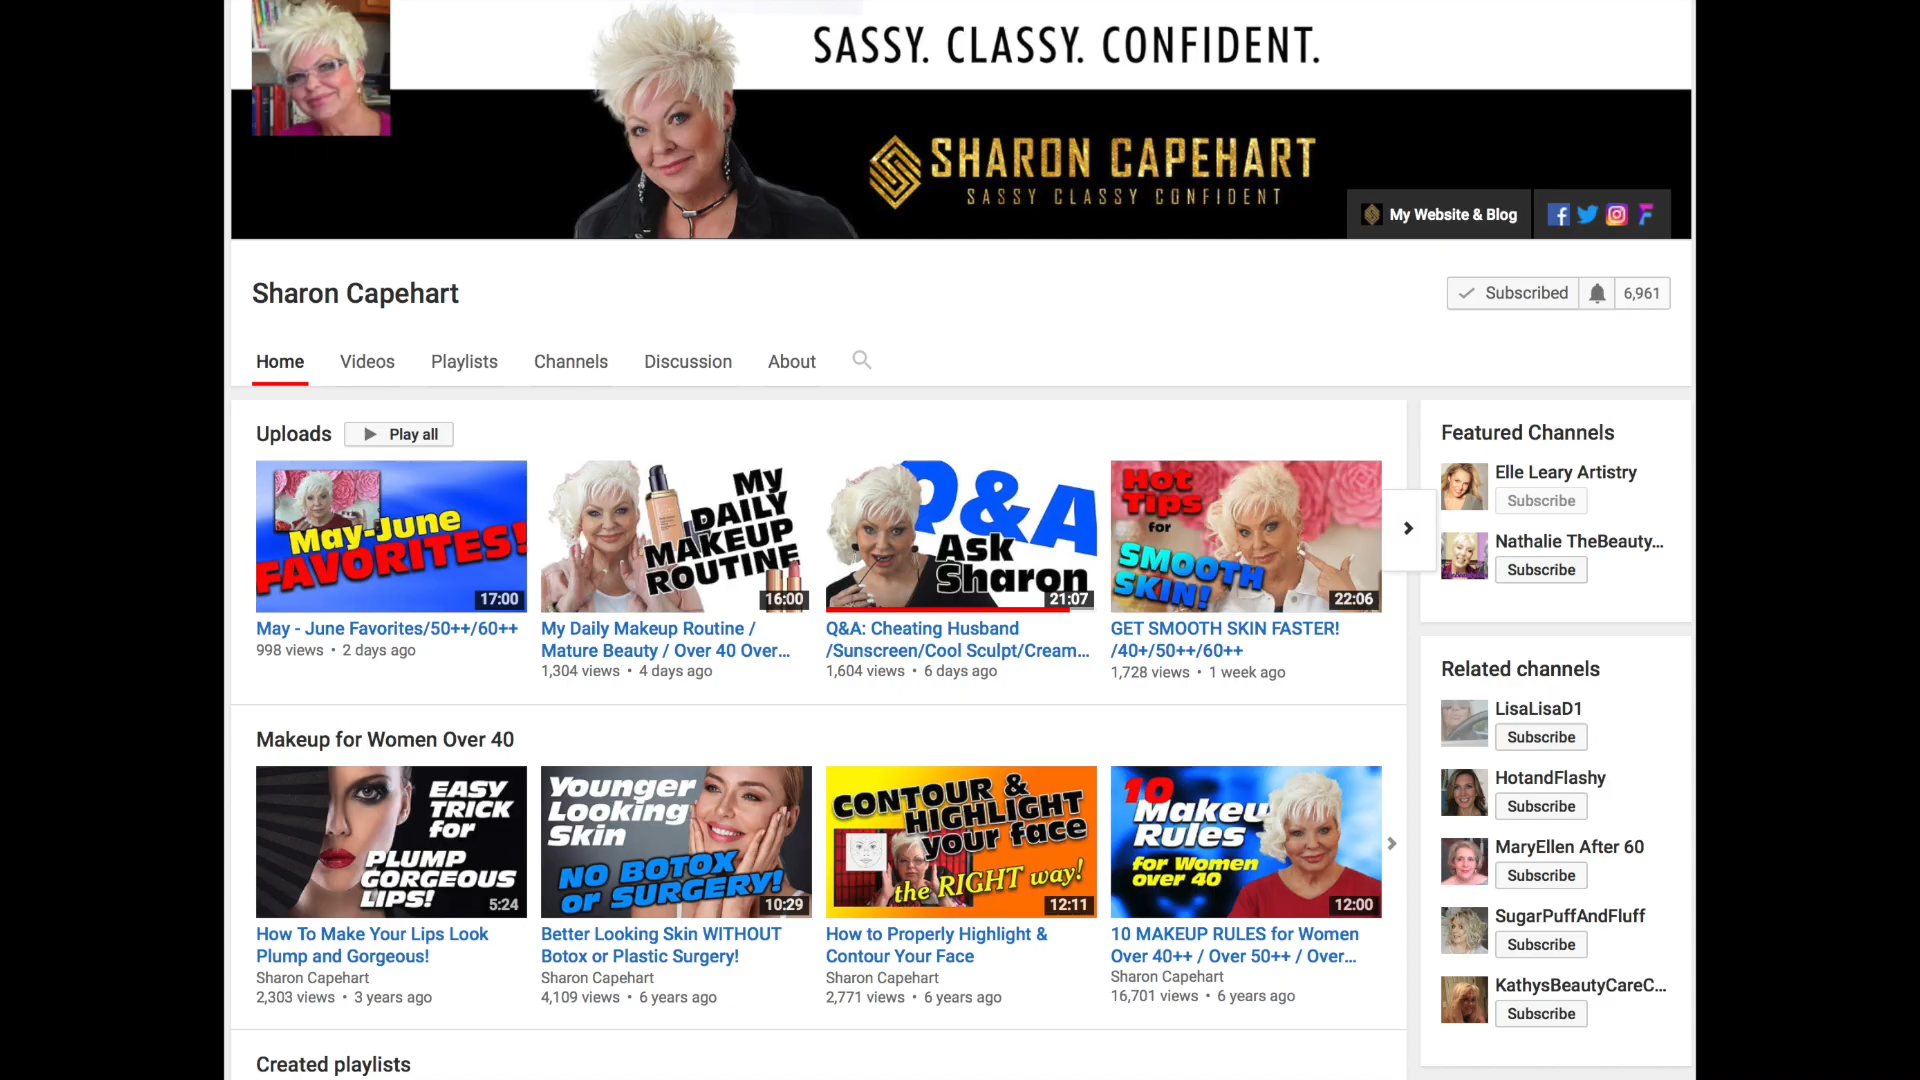 SASSY. CLASSY. CONFIDENT.
SHARON CAPEHART
SASSY CLASSY CONFIDENT
My Website & Blog
Sharon Capehart
Subscribed
6,961
Home
Videos
Playlists
Channels
Discussion
About
Uploads
Play all
May-June
FAVORITES!
17:00
May - June Favorites/50++/60++
998 views • 2 days ago
My
DAILY
MAKEUP
ROUTINE
16:00
My Daily Makeup Routine /
Mature Beauty / Over 40 Over...
1,304 views • 4 days ago
Q&A
Ask
Sharon
21:07
Q&A: Cheating Husband
/Sunscreen/Cool Sculpt/Cream...
1,604 views • 6 days ago
Hot
Tips
for
SMOOTH
SKIN!
22:06
GET SMOOTH SKIN FASTER!
/40+/50++/60++
1,728 views • 1 week ago
Makeup for Women Over 40
EASY
TRICK
for
PLUMP
GORGEOUS
LIPS!
5:24
How To Make Your Lips Look
Plump and Gorgeous!
Sharon Capehart
2,303 views • 3 years ago
Younger
Looking
Skin
NO BOTOX
or SURGERY!
10:29
Better Looking Skin WITHOUT
Botox or Plastic Surgery!
Sharon Capehart
4,109 views • 6 years ago
CONTOUR &
HIGHLIGHT
your face
the RIGHT way!
12:11
How to Properly Highlight &
Contour Your Face
Sharon Capehart
2,771 views • 6 years ago
10
Makeu
Rules
for Women
over 40
12:00
10 MAKEUP RULES for Women
Over 40++ / Over 50++ / Over...
Sharon Capehart
16,701 views • 6 years ago
Created playlists
Featured Channels
Elle Leary Artistry
Subscribe
Nathalie TheBeauty...
Subscribe
Related channels
LisaLisaD1
Subscribe
HotandFlashy
Subscribe
MaryEllen After 60
Subscribe
SugarPuffAndFluff
Subscribe
KathysBeautyCareC...
Subscribe